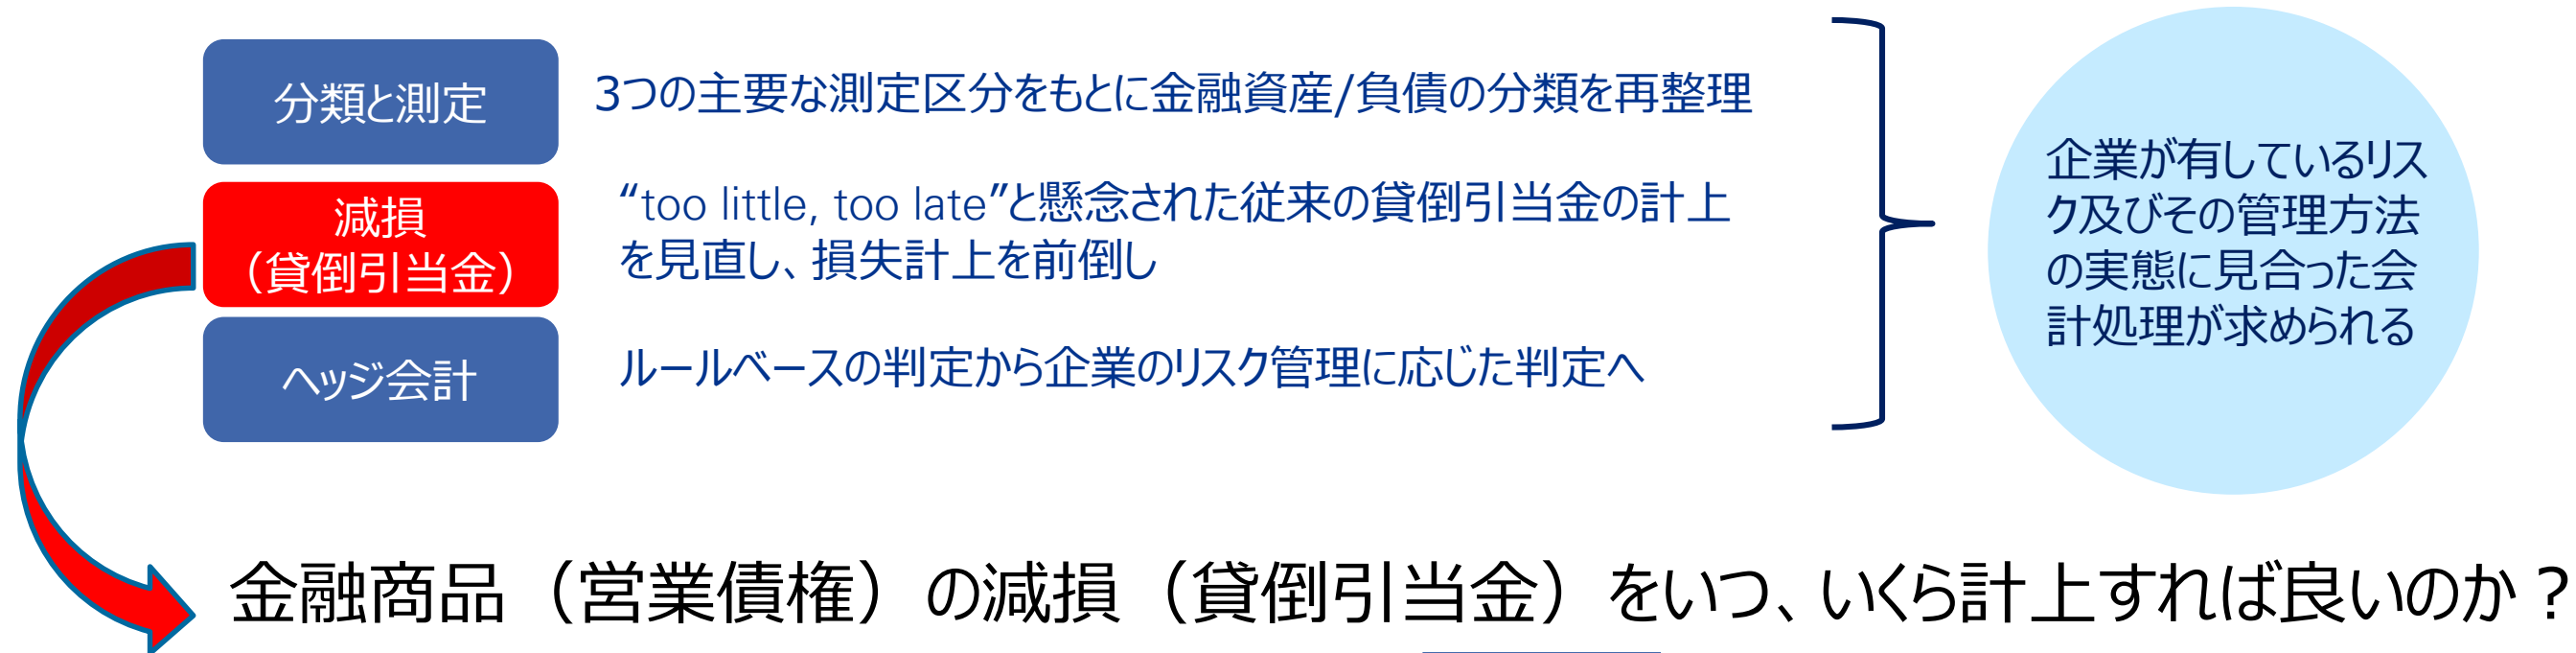 分類と測定
3つの主要な測定区分をもとに金融資産/負債の分類を再整理
減損
（貸倒引当金）
“too little, too late”と懸念された従来の貸倒引当金の計上
を見直し、損失計上を前倒し
ヘッジ会計
ルールベースの判定から企業のリスク管理に応じた判定へ
企業が有しているリス
ク及びその管理方法
の実態に見合った会
計処理が求められる
金融商品（営業債権）の減損（貸倒引当金）をいつ、いくら計上すれば良いのか？